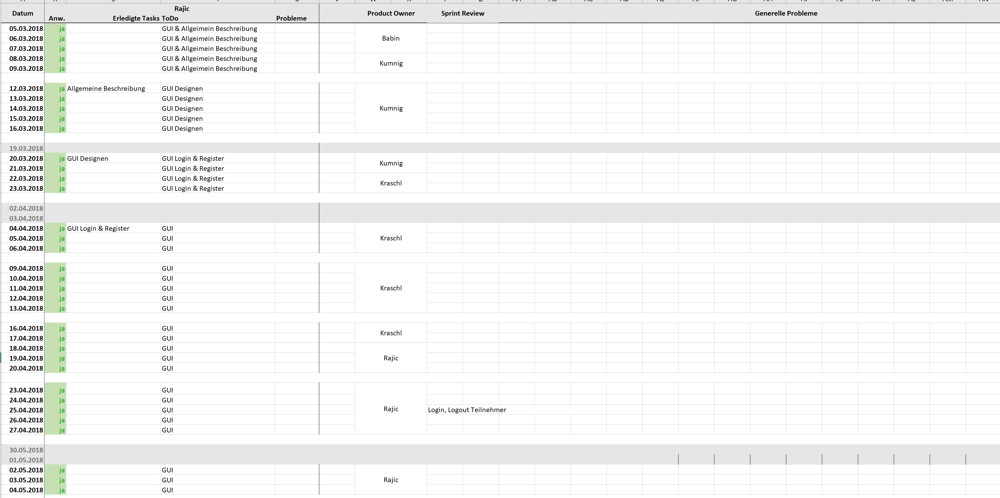 Rajic
Datum Product Owner Sprint Review Generelle Probleme
Anw. Erledigte Tasks ToDo Probleme
05.03.2018 ja GUI & Allgeimein Beschreibung
06.03.2018 ja GUI & Allgeimein Beschreibung Babin
07.03.2018 ja GUI & Allgeimein Beschreibung
08.03.2018 ja GUI & Allgeimein Beschreibung
Kumnig
09.03.2018 ja GUI & Allgeimein Beschreibung
12.03.2018 ja Allgemeine Beschreibung GUI Designen
13.03.2018 ja GUI Designen
14.03.2018 ja GUI Designen Kumnig
15.03.2018 ja GUI Designen
16.03.2018 ja GUI Designen
19.03.2018
20.03.2018 ja GUI Designen GUI Login & Register
Kumnig
21.03.2018 ja GUI Login & Register
22.03.2018 ja GUI Login & Register
Kraschl
23.03.2018 ja GUI Login & Register
02.04.2018
03.04.2018
04.04.2018 ja GUI Login & Register GUI
05.04.2018 ja GUI Kraschl
06.04.2018 ja GUI
09.04.2018 ja GUI
10.04.2018 ja GUI
11.04.2018 ja GUI Kraschl
12.04.2018 ja GUI
13.04.2018 ja GUI
16.04.2018 ja GUI
Kraschl
17.04.2018 ja GUI
18.04.2018 ja GUI
19.04.2018 ja GUI Rajic
20.04.2018 ja GUI
23.04.2018 ja GUI
24.04.2018 ja GUI
25.04.2018 ja GUI Rajic Login, Logout Teilnehmer
26.04.2018 ja GUI
27.04.2018 ja GUI
30.05.2018
01.05.2018
02.05.2018 ja GUI
03.05.2018 ja GUI Rajic
04.05.2018 ja GUI